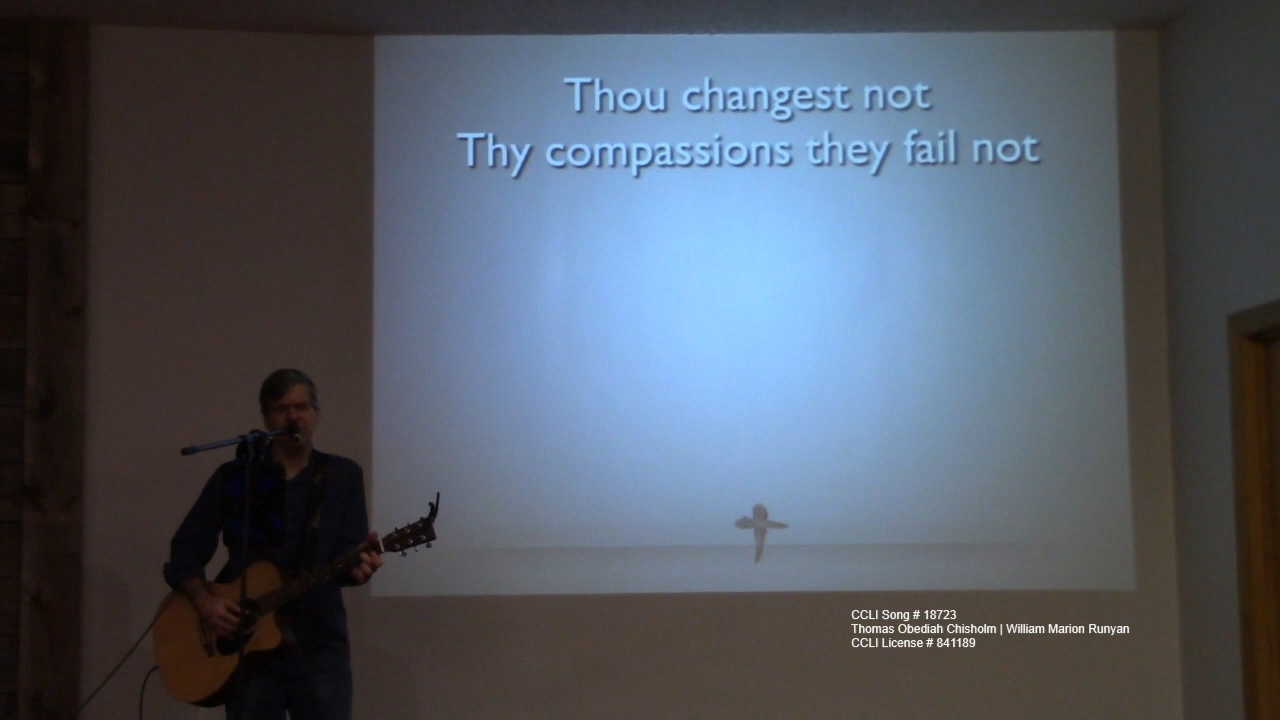 Thou changest not
Thy compassions they fail not
CCLI Song # 18723
Thomas Obediah Chisholm | William Marion Runyan
CCLI License # 841189